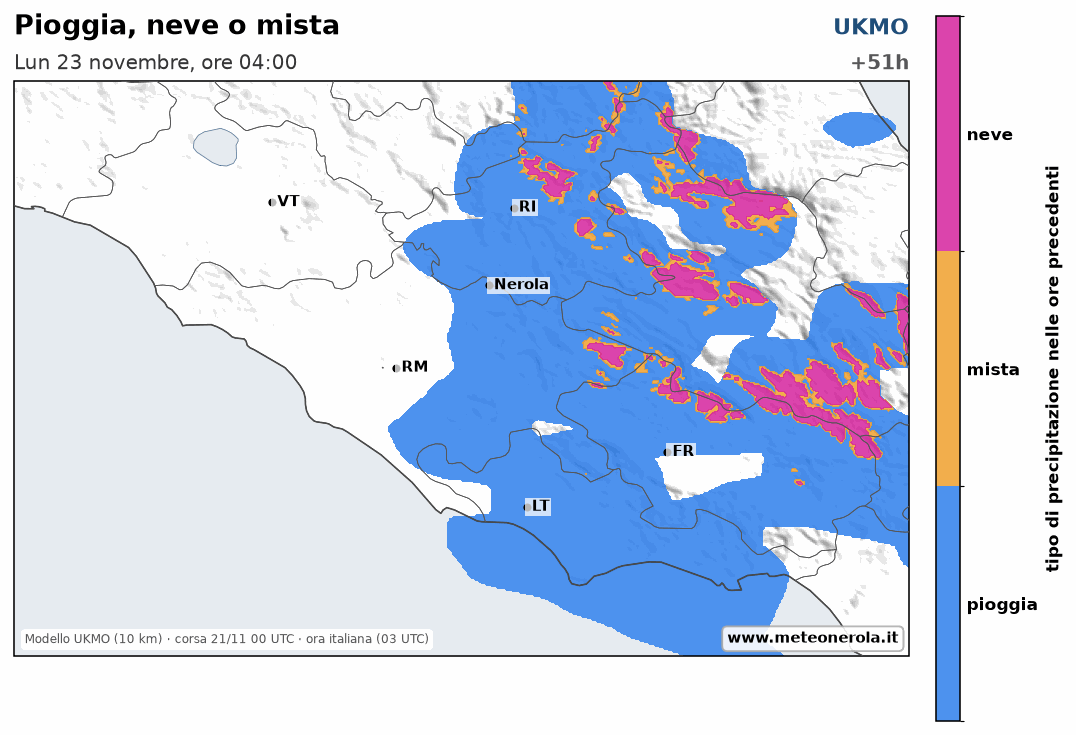 Pioggia, neve o mista
UKMO
Lun 23 novembre, ore 04:00
+51h
neve
VT
RI
Nerola
mista
RM
FR
LT
pioggia
tipo di precipitazione nelle ore precedenti
Modello UKMO (10 km) · corsa 21/11 00 UTC · ora italiana (03 UTC)
www.meteonerola.it